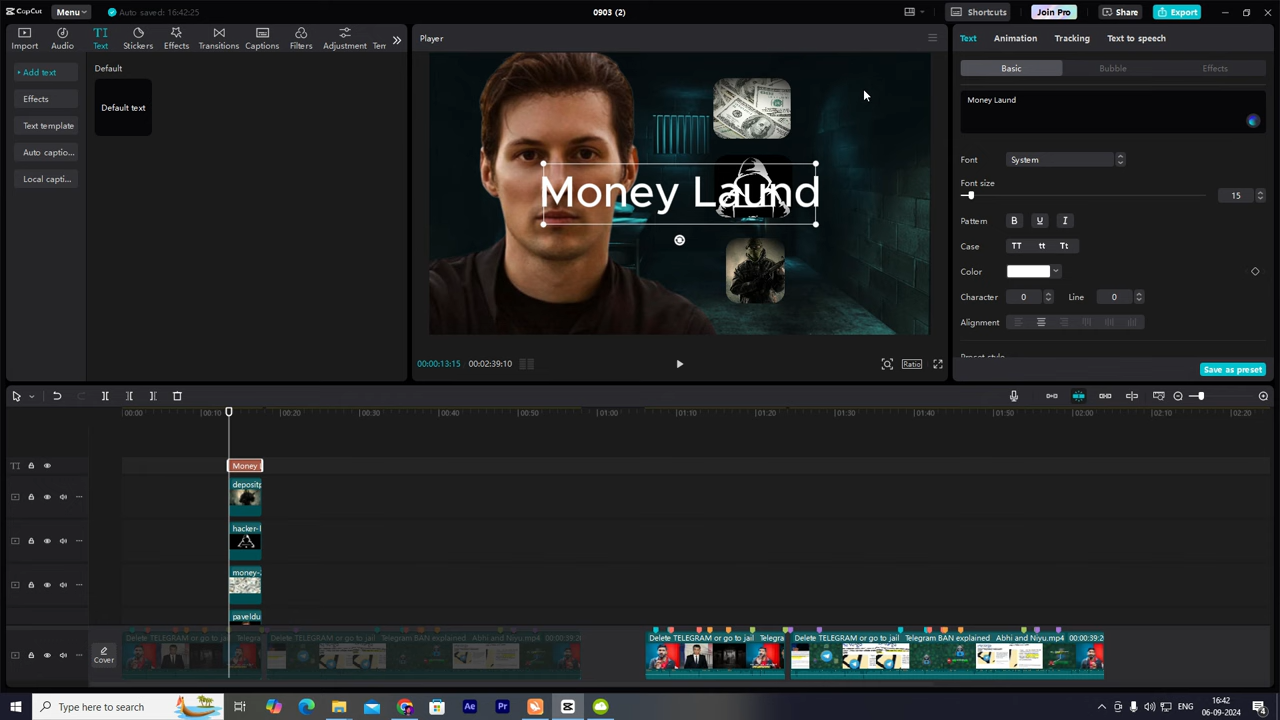 CapCut
Menu
Auto saved: 16:42:25
0903 (2)
Shortcuts
Join Pro
Share
Export
Import
Audio
Text
Stickers
Effects
Transitions
Captions
Filters
Adjustment
Tem
Player
Text
Animation
Tracking
Text to speech
+ Add text
Effects
Text template
Auto captio...
Local capti...
Default
Default text
Money Laund
Basic
Bubble
Effects
Money Laund
Font
System
Font size
15
Pattern
B U I
Case
TT tt Tt
Color
Character
0
Line
0
Alignment
Preset style
Save as preset
00:00:13:15
00:02:39:10
Ratio
00:00
00:10
00:20
00:30
00:40
00:50
01:00
01:10
01:20
01:30
01:40
01:50
02:00
02:10
02:20
Money
deposit
hacker-
money-
paveldu
Cover
Delete TELEGRAM or go to jail
Telegra
Delete TELEGRAM or go to jail
Telegram BAN explained
Abhi and Niyu.mp4
00:00:39:2
Delete TELEGRAM or go to jail
Telegra
Delete TELEGRAM or go to jail
Telegram BAN explained
Abhi and Niyu.mp4
00:00:39:2
Type here to search
Ae
Pr
ENG
16:42
06-09-2024
4